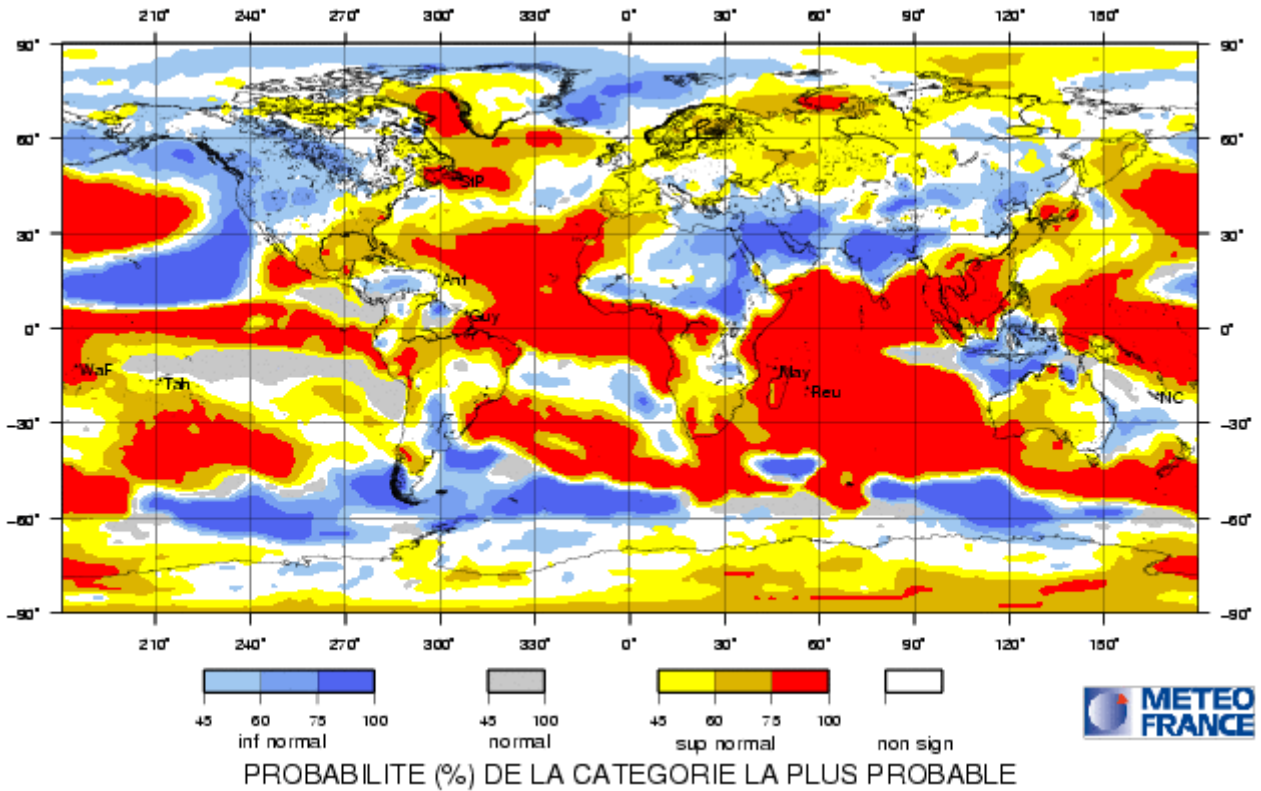 210° 240° 270° 300° 330° 0° 30° 60° 90° 120° 150°
90° 90°
60° 60°
StP
30° 30°
Ant
Guy
0° 0°
WaF Tah May Reu NC
-30° -30°
-60° -60°
-90° -90°
210° 240° 270° 300° 330° 0° 30° 60° 90° 120° 150°
45 60 75 100 45 100 45 60 75 100
inf normal normal sup normal non sign
METEO
FRANCE
PROBABILITE (%) DE LA CATEGORIE LA PLUS PROBABLE